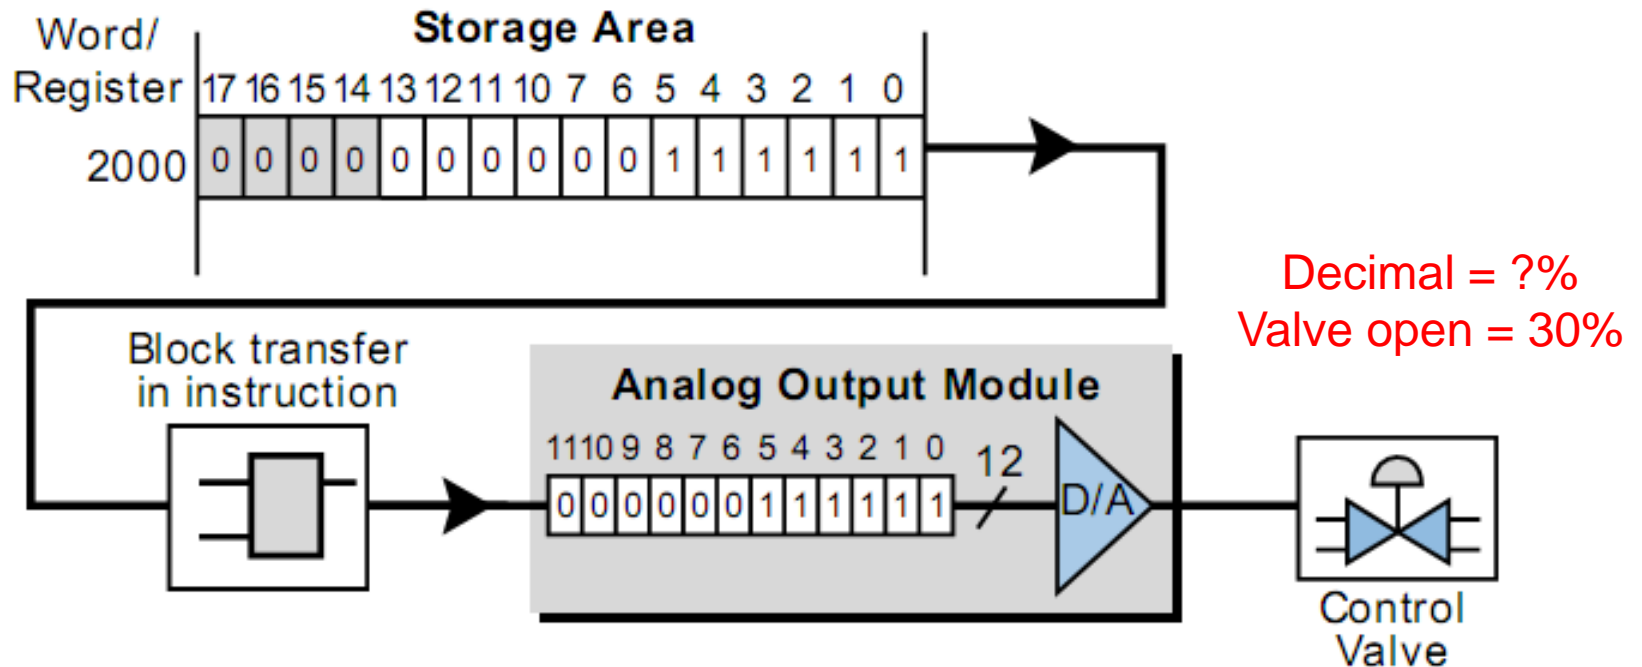 Storage Area
Word/
Register
17 16 15 14 13 12 11 10 7 6 5 4 3 2 1 0
2000
0 0 0 0 0 0 0 0 0 0 1 1 1 1 1 1
Decimal = ?%
Valve open = 30%
Block transfer
in instruction
Analog Output Module
11 10 9 8 7 6 5 4 3 2 1 0
0 0 0 0 0 0 1 1 1 1 1 1
12
D/A
Control
Valve